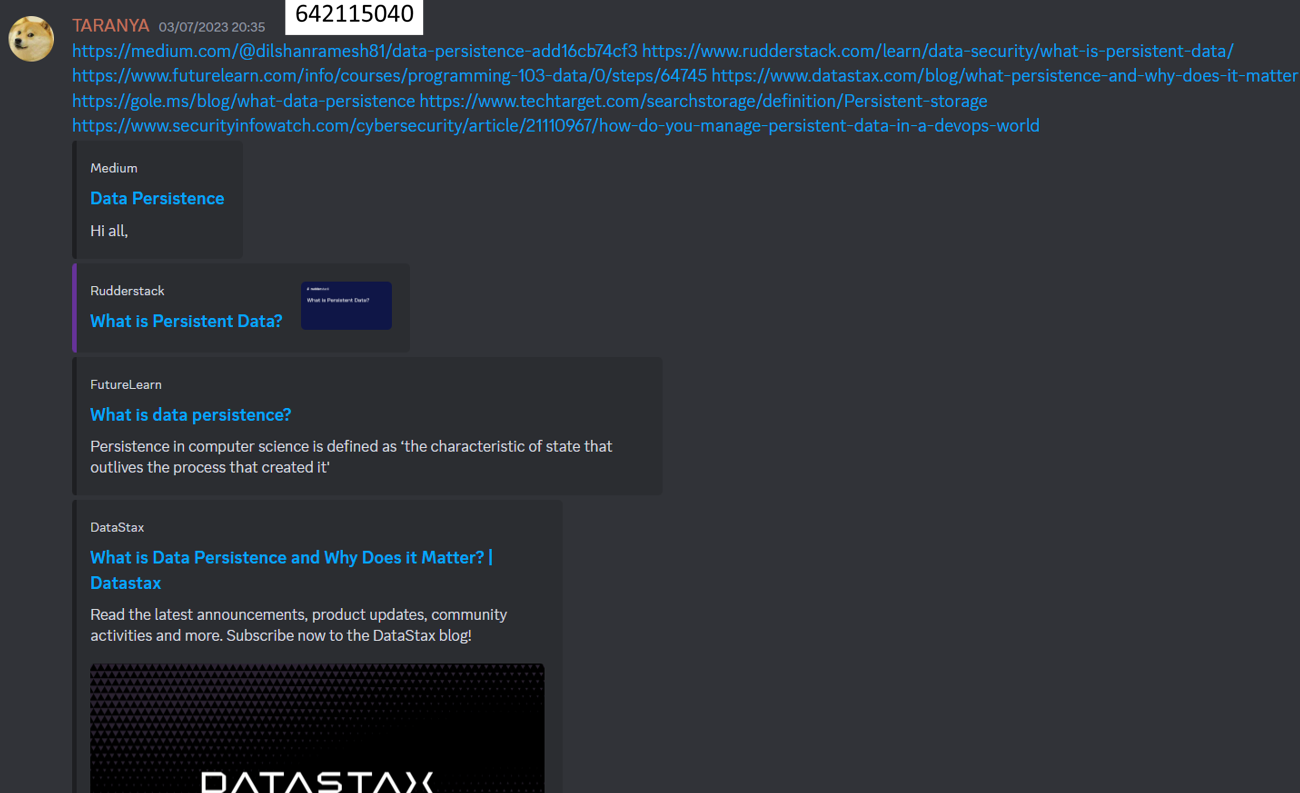 TARANYA 03/07/2023 20:35 642115040
https://medium.com/@dilshanramesh81/data-persistence-add16cb74cf3 https://www.rudderstack.com/learn/data-security/what-is-persistent-data/
https://www.futurelearn.com/info/courses/programming-103-data/0/steps/64745 https://www.datastax.com/blog/what-persistence-and-why-does-it-matter
https://gole.ms/blog/what-data-persistence https://www.techtarget.com/searchstorage/definition/Persistent-storage
https://www.securityinfowatch.com/cybersecurity/article/21110967/how-do-you-manage-persistent-data-in-a-devops-world
Medium
Data Persistence
Hi all,
Rudderstack
What is Persistent Data?
rudderstack
What is Persistent Data?
FutureLearn
What is data persistence?
Persistence in computer science is defined as ‘the characteristic of state that
outlives the process that created it'
DataStax
What is Data Persistence and Why Does it Matter? |
Datastax
Read the latest announcements, product updates, community
activities and more. Subscribe now to the DataStax blog!
DATASTAX